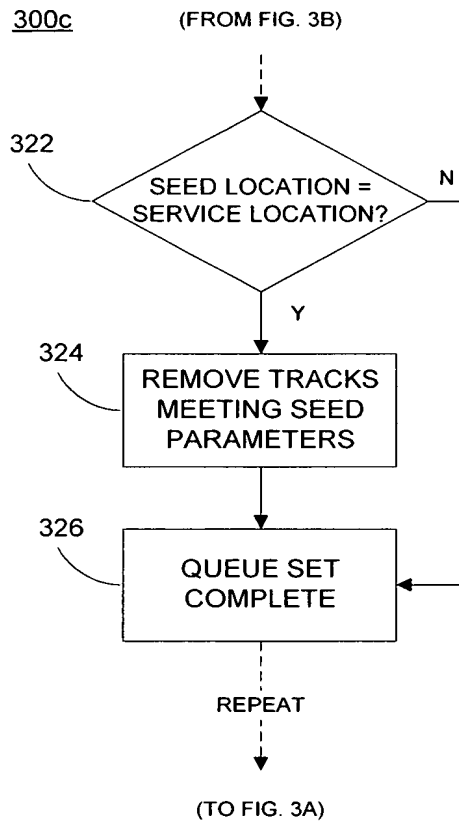 300c
(FROM FIG. 3B)
322
SEED LOCATION =
SERVICE LOCATION?
N
Y
324
REMOVE TRACKS
MEETING SEED
PARAMETERS
326
QUEUE SET
COMPLETE
REPEAT
(TO FIG. 3A)